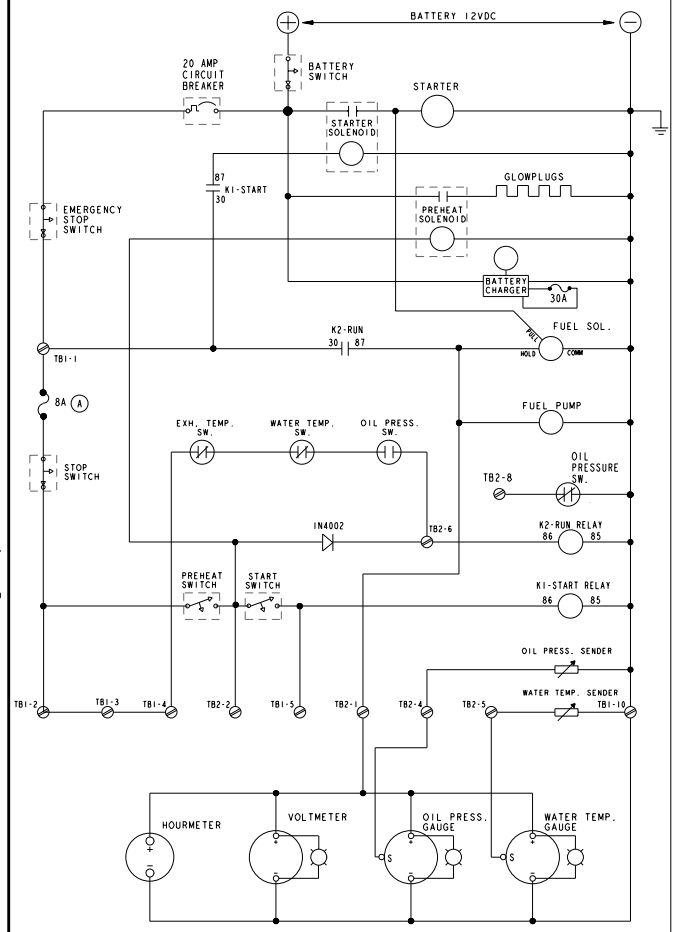 BATTERY 12VDC
+
−
20 AMP
CIRCUIT
BREAKER
BATTERY
SWITCH
STARTER
STARTER
SOLENOID
87
K1-START
30
GLOWPLUGS
PREHEAT
SOLENOID
EMERGENCY
STOP
SWITCH
BATTERY
CHARGER
30A
FUEL SOL.
PULL
HOLD
COMM
K2-RUN
30
87
TB1-1
8A
A
FUEL PUMP
EXH. TEMP.
SW.
WATER TEMP.
SW.
OIL PRESS.
SW.
STOP
SWITCH
OIL
PRESSURE
SW.
TB2-8
1N4002
TB2-6
K2-RUN RELAY
86
85
PREHEAT
SWITCH
START
SWITCH
K1-START RELAY
86
85
OIL PRESS. SENDER
WATER TEMP. SENDER
TB1-2
TB1-3
TB1-4
TB2-2
TB1-5
TB2-1
TB2-4
TB2-5
TB1-10
HOURMETER
+
−
VOLTMETER
+
−
OIL PRESS.
GAUGE
+
S
−
WATER TEMP.
GAUGE
+
S
−